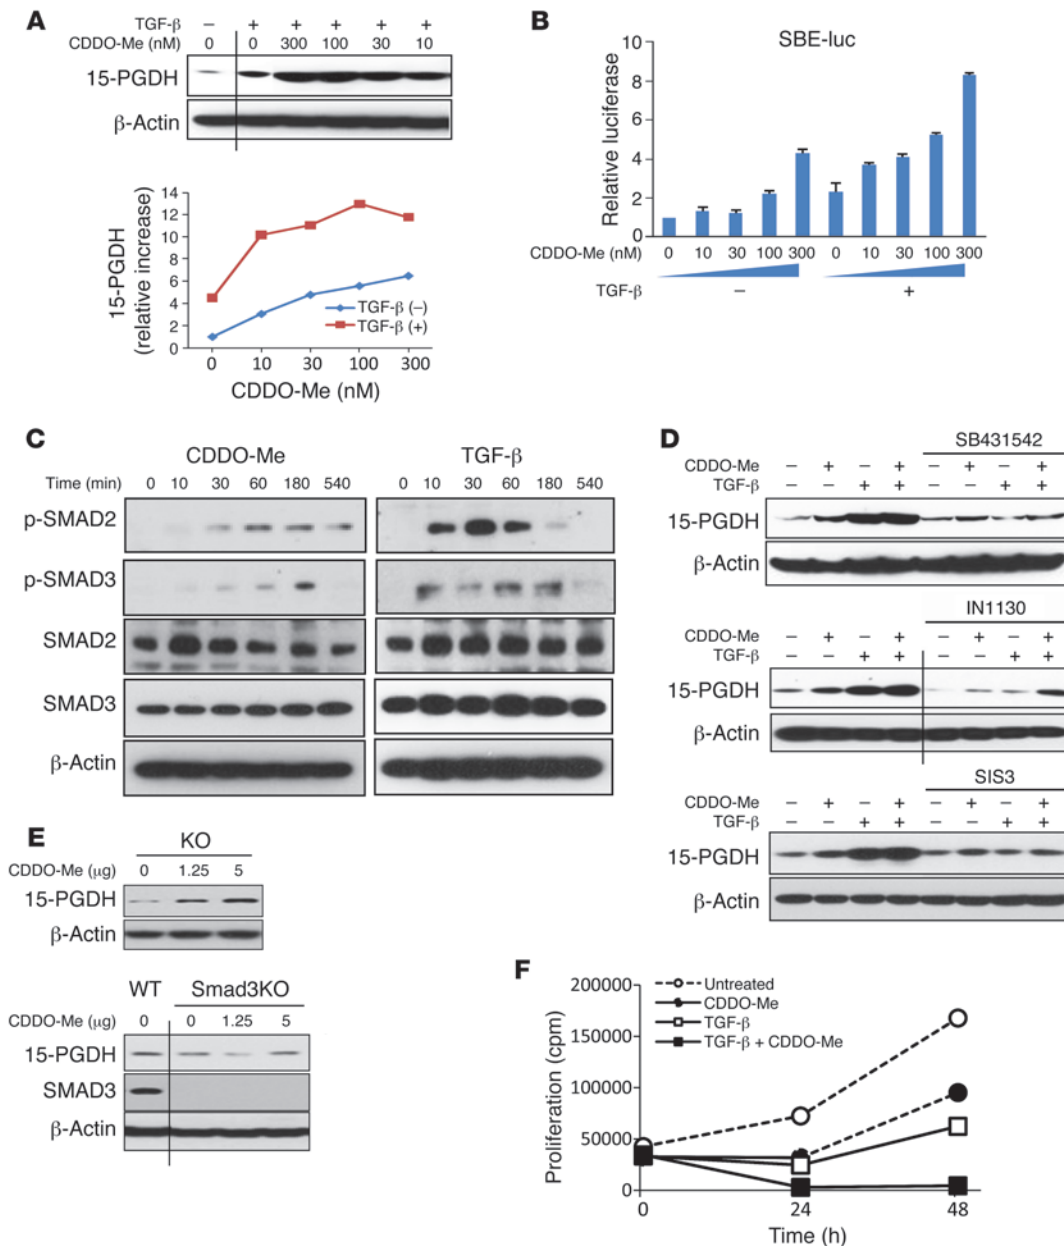 A
TGF-β – + + + + +
CDDO-Me (nM) 0 0 300 100 30 10
15-PGDH
β-Actin
15-PGDH
(relative increase)
14
12
10
8
6
4
2
0
TGF-β (–)
TGF-β (+)
0 10 30 100 300
CDDO-Me (nM)
B
SBE-luc
Relative luciferase
10
8
6
4
2
0
CDDO-Me (nM) 0 10 30 100 300 0 10 30 100 300
TGF-β – +
C
CDDO-Me TGF-β
Time (min) 0 10 30 60 180 540 0 10 30 60 180 540
p-SMAD2
p-SMAD3
SMAD2
SMAD3
β-Actin
D
SB431542
CDDO-Me – + – + – + – +
TGF-β – – + + – – + +
15-PGDH
β-Actin
IN1130
CDDO-Me – + – + – + – +
TGF-β – – + + – – + +
15-PGDH
β-Actin
SIS3
CDDO-Me – + – + – + – +
TGF-β – – + + – – + +
15-PGDH
β-Actin
E
KO
CDDO-Me (μg) 0 1.25 5
15-PGDH
β-Actin
WT Smad3KO
CDDO-Me (μg) 0 0 1.25 5
15-PGDH
SMAD3
β-Actin
F
Proliferation (cpm)
200000
150000
100000
50000
0
Untreated
CDDO-Me
TGF-β
TGF-β + CDDO-Me
0 24 48
Time (h)